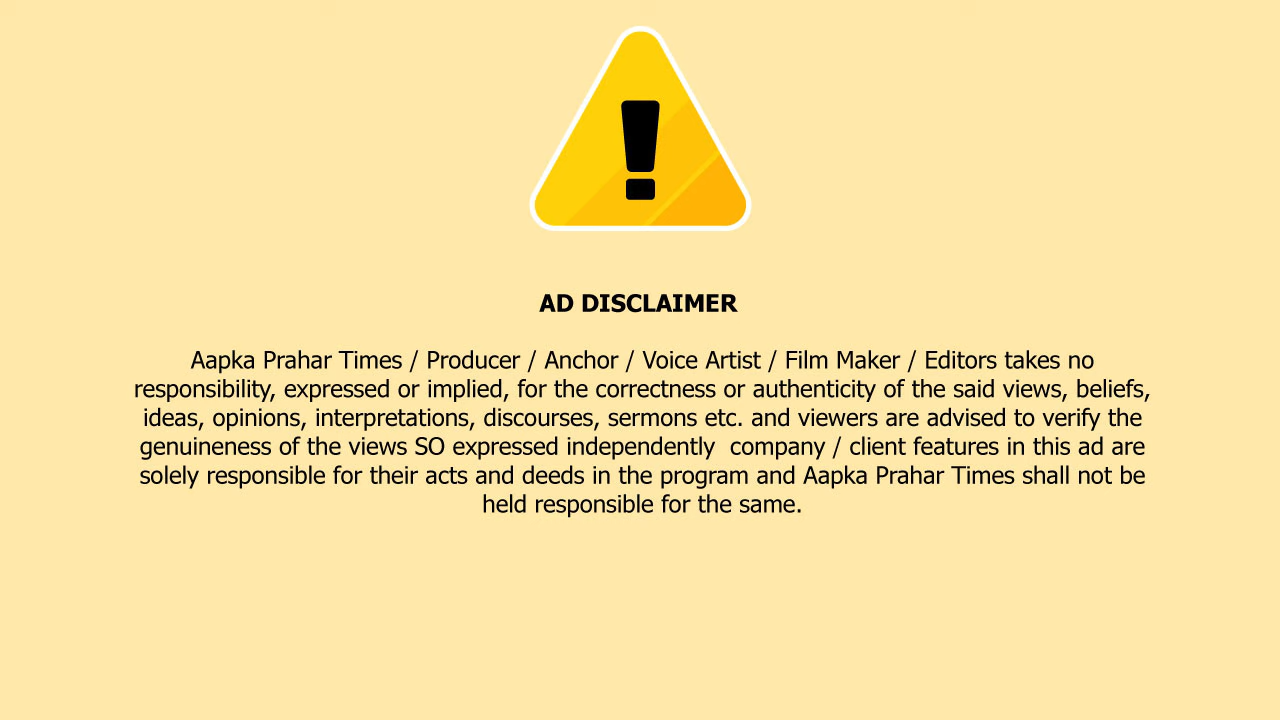 AD DISCLAIMER
Aapka Prahar Times / Producer / Anchor / Voice Artist / Film Maker / Editors takes no
responsibility, expressed or implied, for the correctness or authenticity of the said views, beliefs,
ideas, opinions, interpretations, discourses, sermons etc. and viewers are advised to verify the
genuineness of the views SO expressed independently  company / client features in this ad are
solely responsible for their acts and deeds in the program and Aapka Prahar Times shall not be
held responsible for the same.